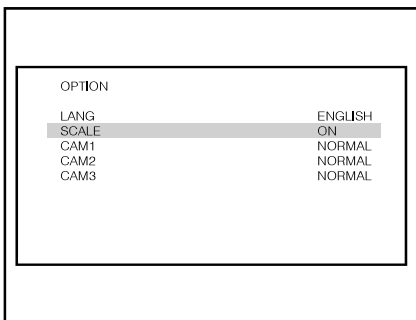 OPTION
LANG ENGLISH
SCALE ON
CAM1 NORMAL
CAM2 NORMAL
CAM3 NORMAL